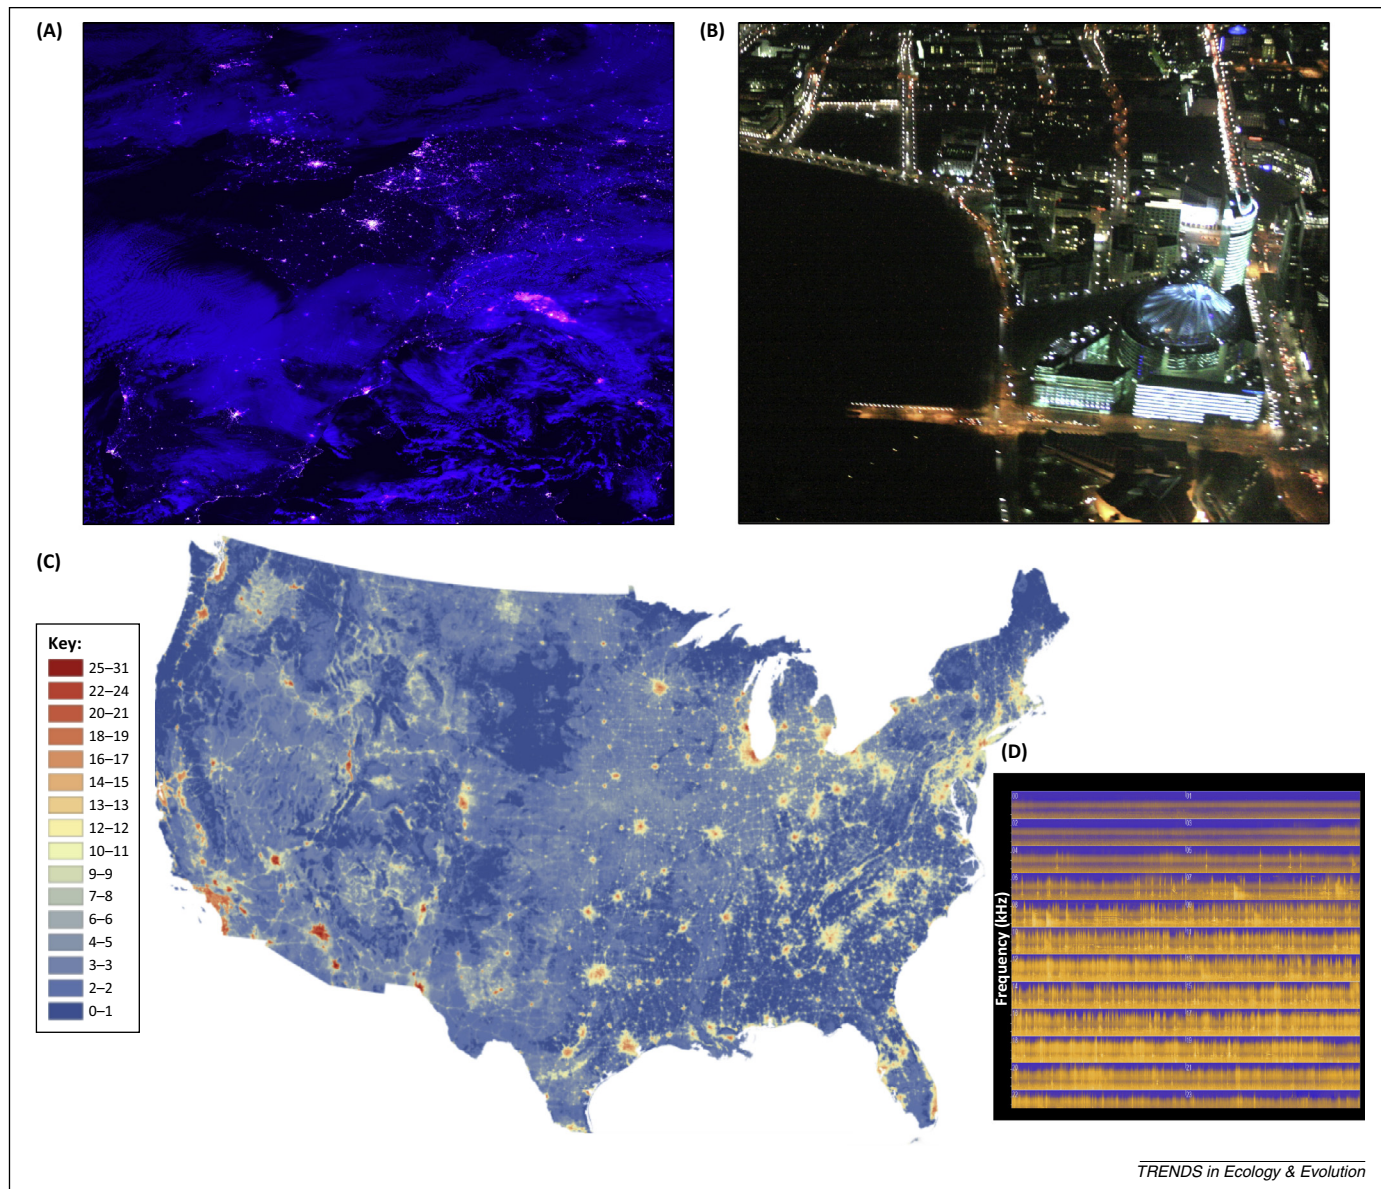 (A)
(B)
(C)
Key:
25–31
22–24
20–21
18–19
16–17
14–15
13–13
12–12
10–11
9–9
7–8
6–6
4–5
3–3
2–2
0–1
(D)
Frequency (kHz)
TRENDS in Ecology & Evolution